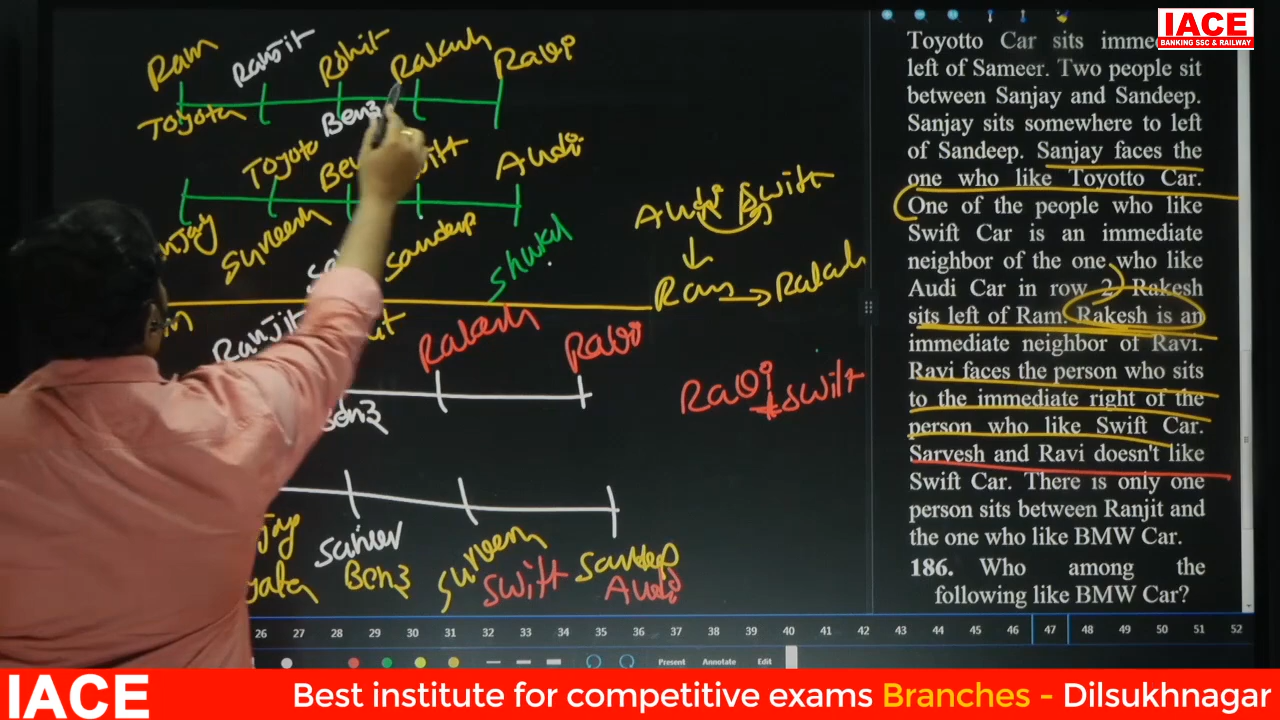 Ram Ranjit Rohit Rakesh Ravi
Toyota Benz
Toyota Audi
Suneem Sandeep Shukl
Audi Swift
Ram Rakesh
Ranjit Rakesh Ravi
Benz
Ravi Swift
Sameer Suneem Sandeep
Benz Swift Audi
Toyotto Car sits
left of Sameer. Two people sit
between Sanjay and Sandeep.
Sanjay sits somewhere to left
of Sandeep. Sanjay faces the
one who like Toyotto Car.
One of the people who like
Swift Car is an immediate
neighbor of the one who like
Audi Car in row 2. Rakesh
sits left of Ram. Rakesh is an
immediate neighbor of Ravi.
Ravi faces the person who sits
to the immediate right of the
person who like Swift Car.
Sarvesh and Ravi doesn't like
Swift Car. There is only one
person sits between Ranjit and
the one who like BMW Car.
186. Who among the
following like BMW Car?
26 27 28 29 30 31 32 33 34 35 36 37 38 39 40 41 42 43 44 45 46 47 48 49 50 51 52
Present Annotate Edit
IACE
BANKING SSC & RAILWAY
IACE Best institute for competitive exams Branches - Dilsukhnagar